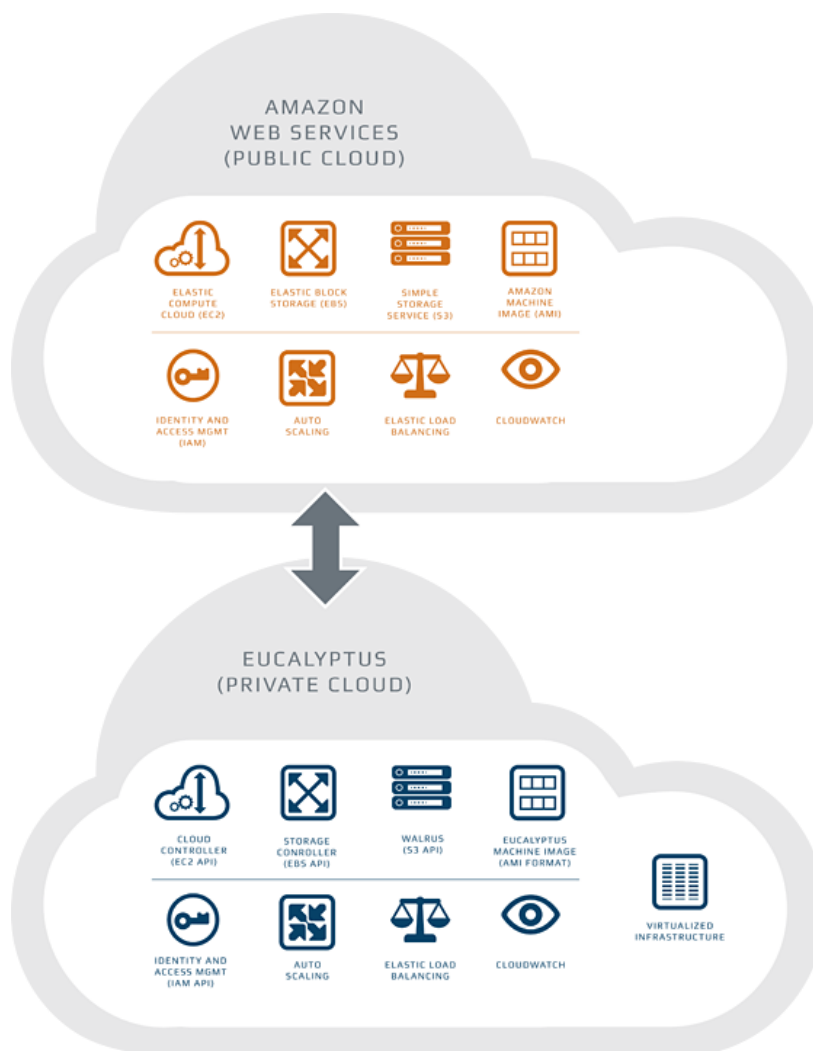 AMAZON
WEB SERVICES
(PUBLIC CLOUD)
ELASTIC
COMPUTE
CLOUD (EC2)
ELASTIC BLOCK
STORAGE (EBS)
SIMPLE
STORAGE
SERVICE (S3)
AMAZON
MACHINE
IMAGE (AMI)
IDENTITY AND
ACCESS MGMT
(IAM)
AUTO
SCALING
ELASTIC LOAD
BALANCING
CLOUDWATCH
EUCALYPTUS
(PRIVATE CLOUD)
CLOUD
CONTROLLER
(EC2 API)
STORAGE
CONROLLER
(EBS API)
WALRUS
(S3 API)
EUCALYPTUS
MACHINE IMAGE
(AMI FORMAT)
IDENTITY AND
ACCESS MGMT
(IAM API)
AUTO
SCALING
ELASTIC LOAD
BALANCING
CLOUDWATCH
VIRTUALIZED
INFRASTRUCTURE